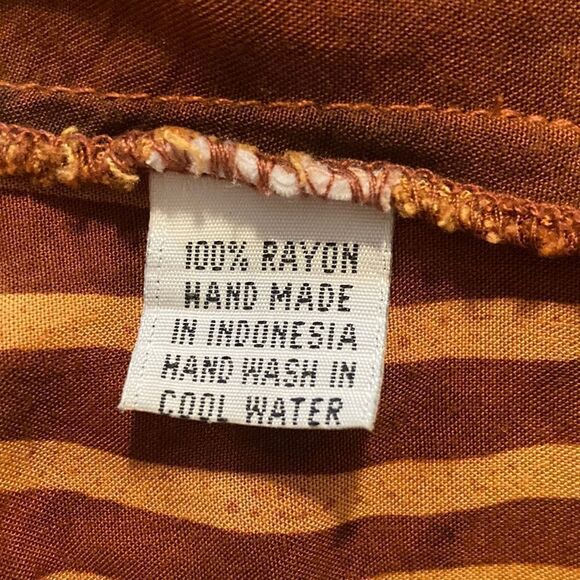 100% RAYON
HAND MADE
IN INDONESIA
HAND WASH IN
COOL WATER